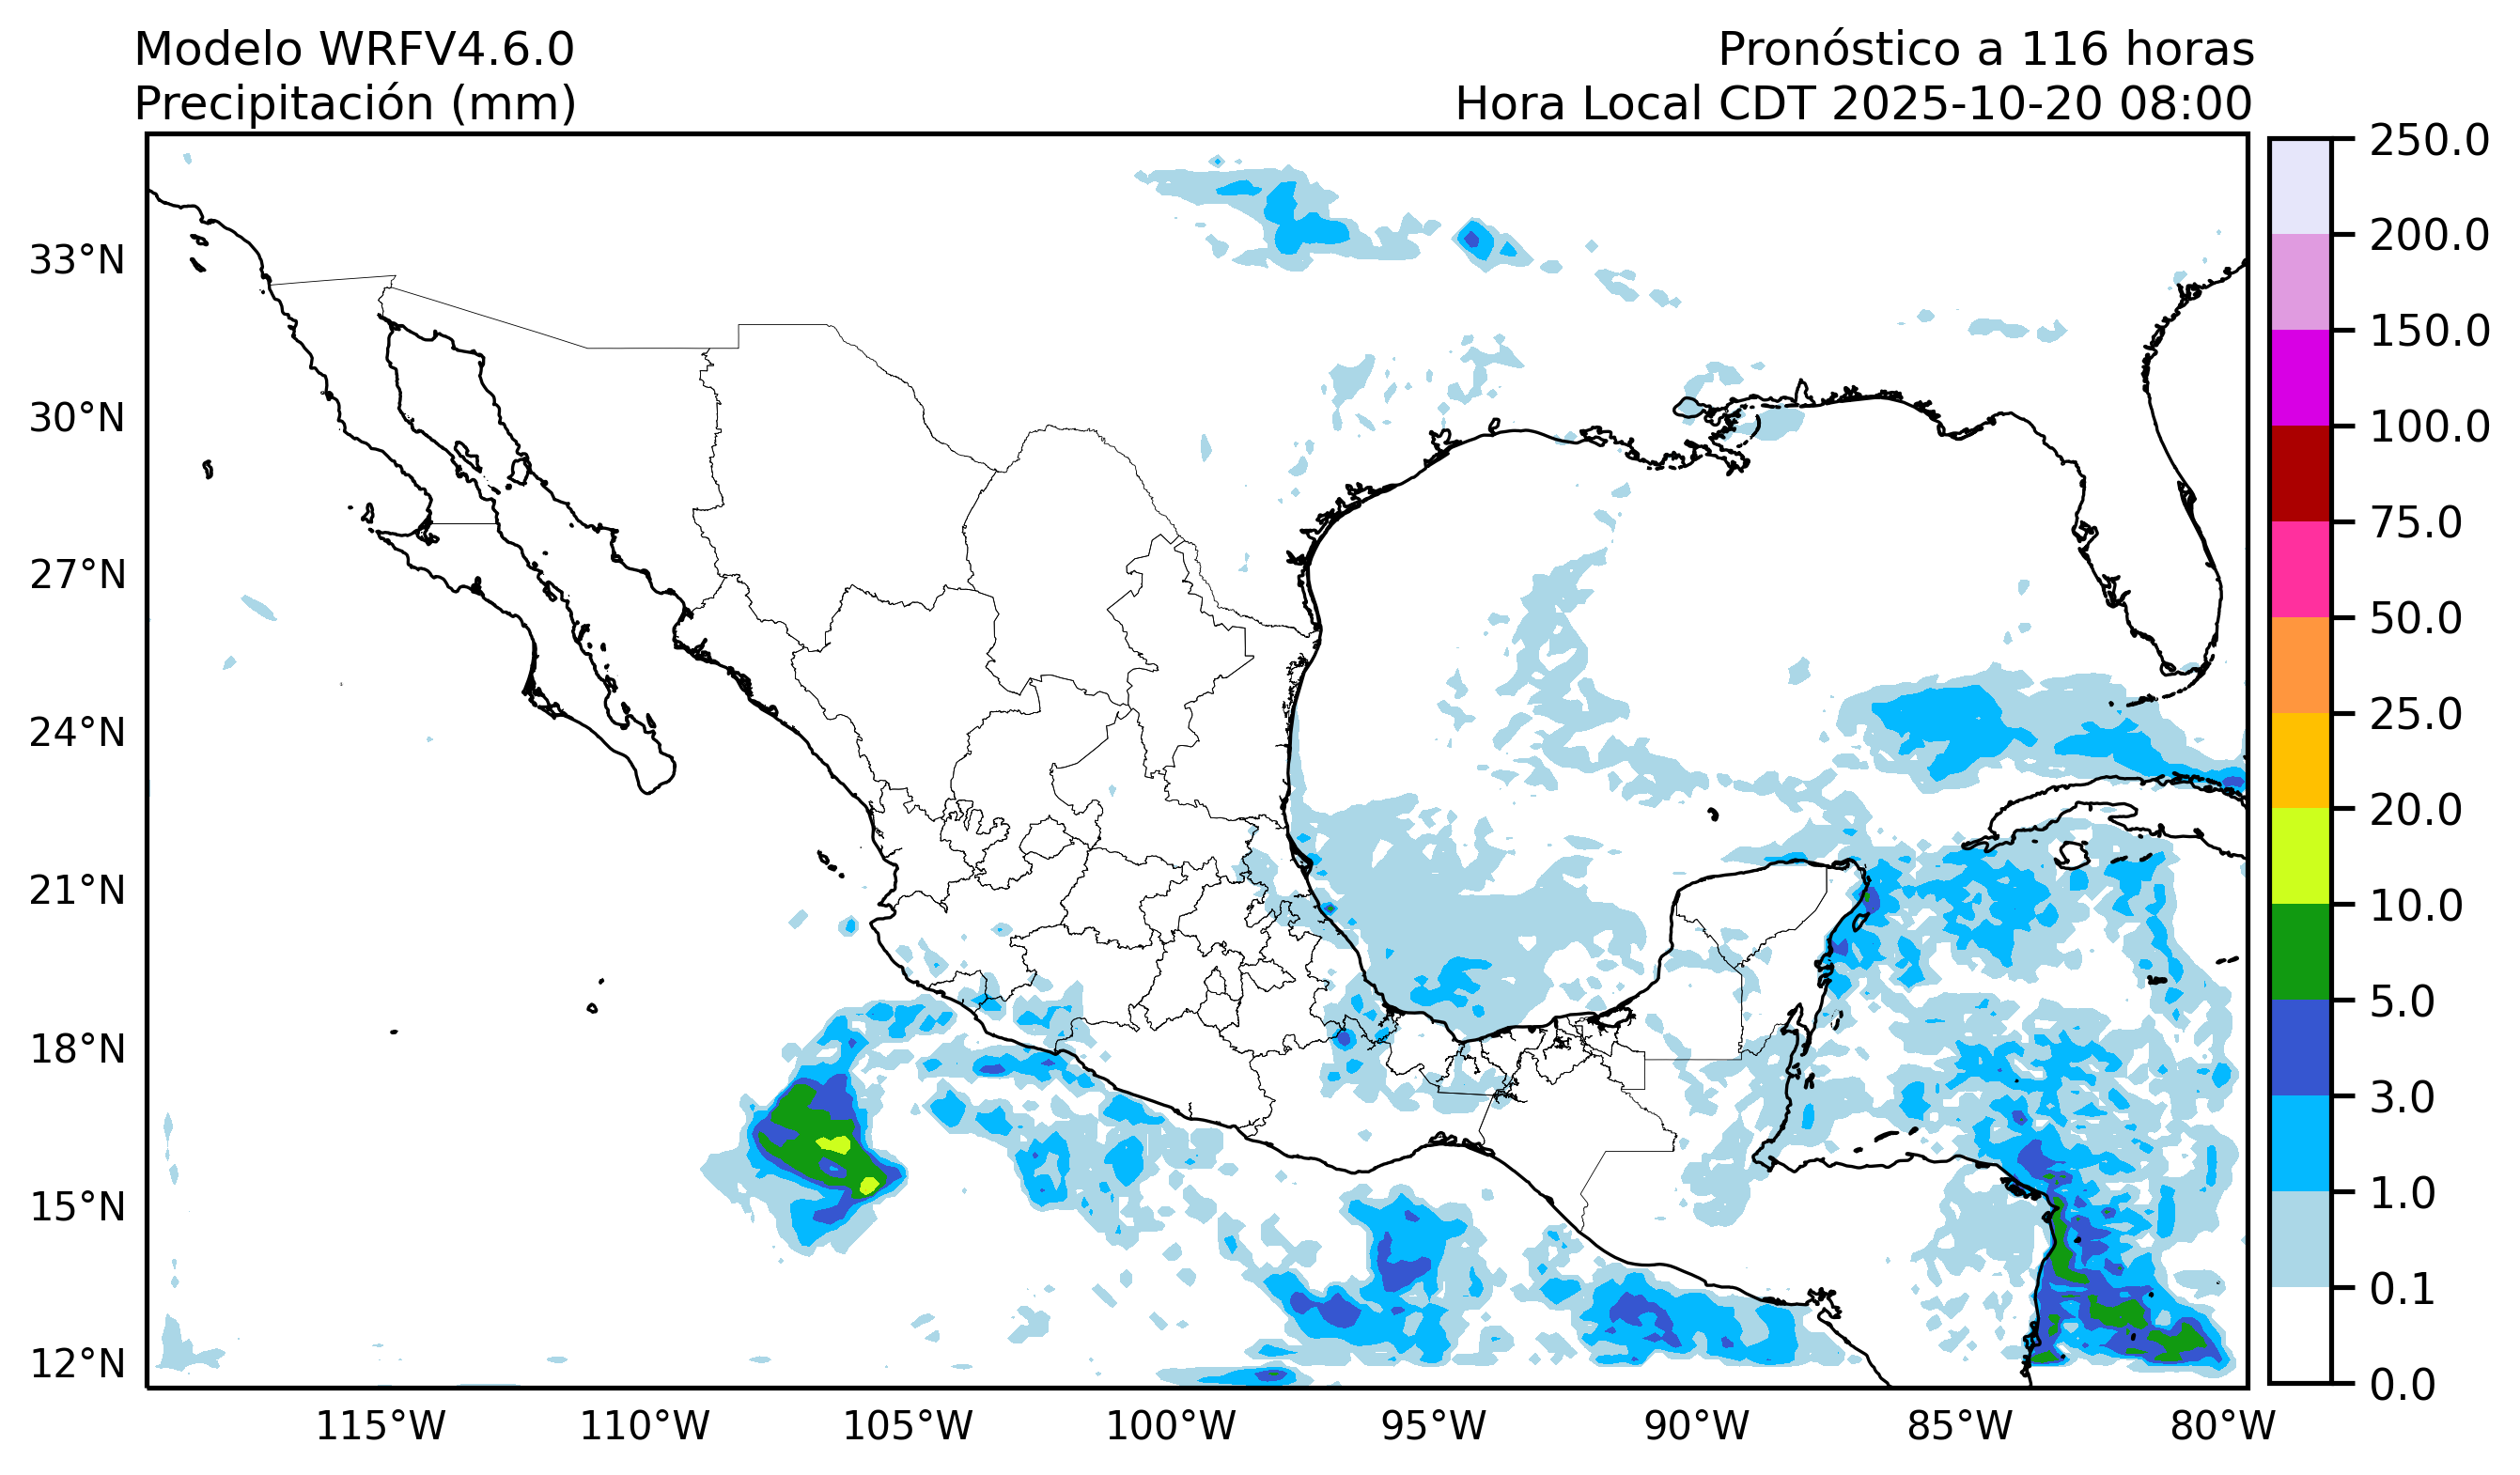 Modelo WRFV4.6.0
Precipitación (mm)
Pronóstico a 116 horas
Hora Local CDT 2025-10-20 08:00
33°N
30°N
27°N
24°N
21°N
18°N
15°N
12°N
115°W
110°W
105°W
100°W
95°W
90°W
85°W
80°W
250.0
200.0
150.0
100.0
75.0
50.0
25.0
20.0
10.0
5.0
3.0
1.0
0.1
0.0